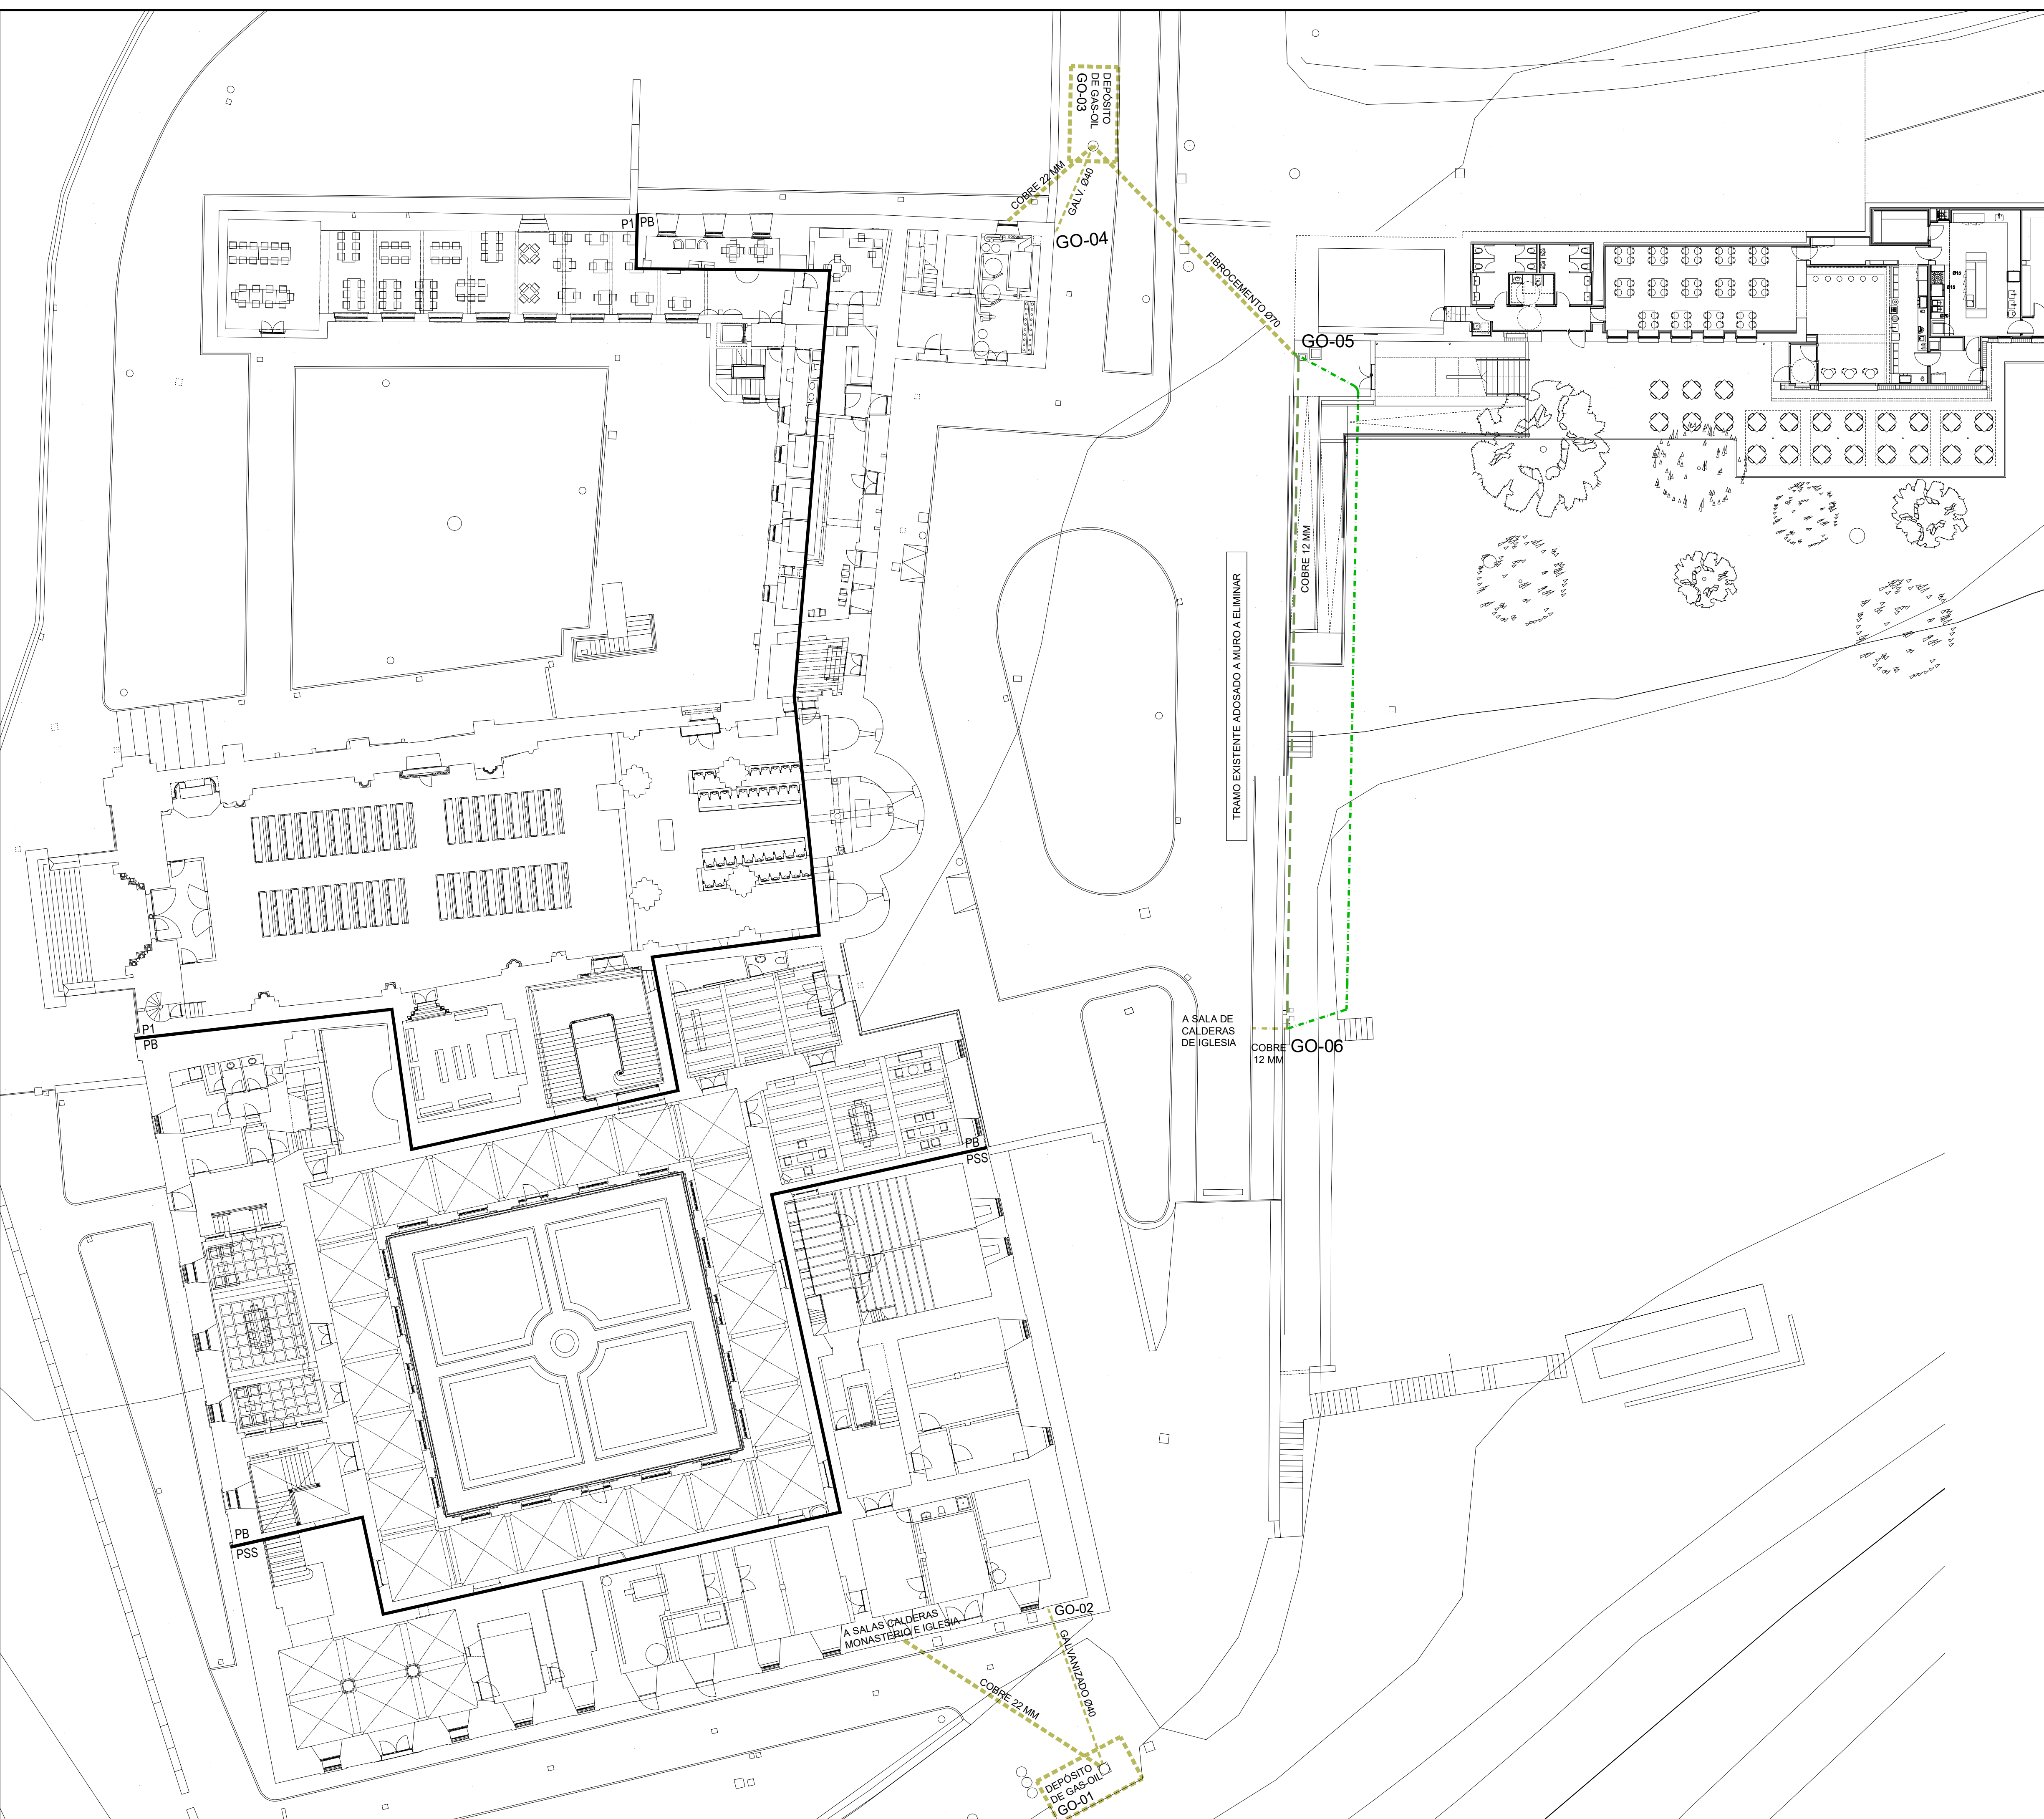 DEPÓSITO
DE GAS-OIL
GO-03
COBRE 22 MM
GALV. Ø40
GO-04
P1
PB
FIBROCEMENTO Ø70
GO-05
COBRE 12 MM
TRAMO EXISTENTE ADOSADO A MURO A ELIMINAR
A SALA DE
CALDERAS
DE IGLESIA
COBRE
12 MM
GO-06
P1
PB
PB
PSS
PB
PSS
A SALAS CALDERAS
MONASTERIO E IGLESIA
GO-02
GALVANIZADO Ø40
COBRE 22 MM
DEPÓSITO
DE GAS-OIL
GO-01